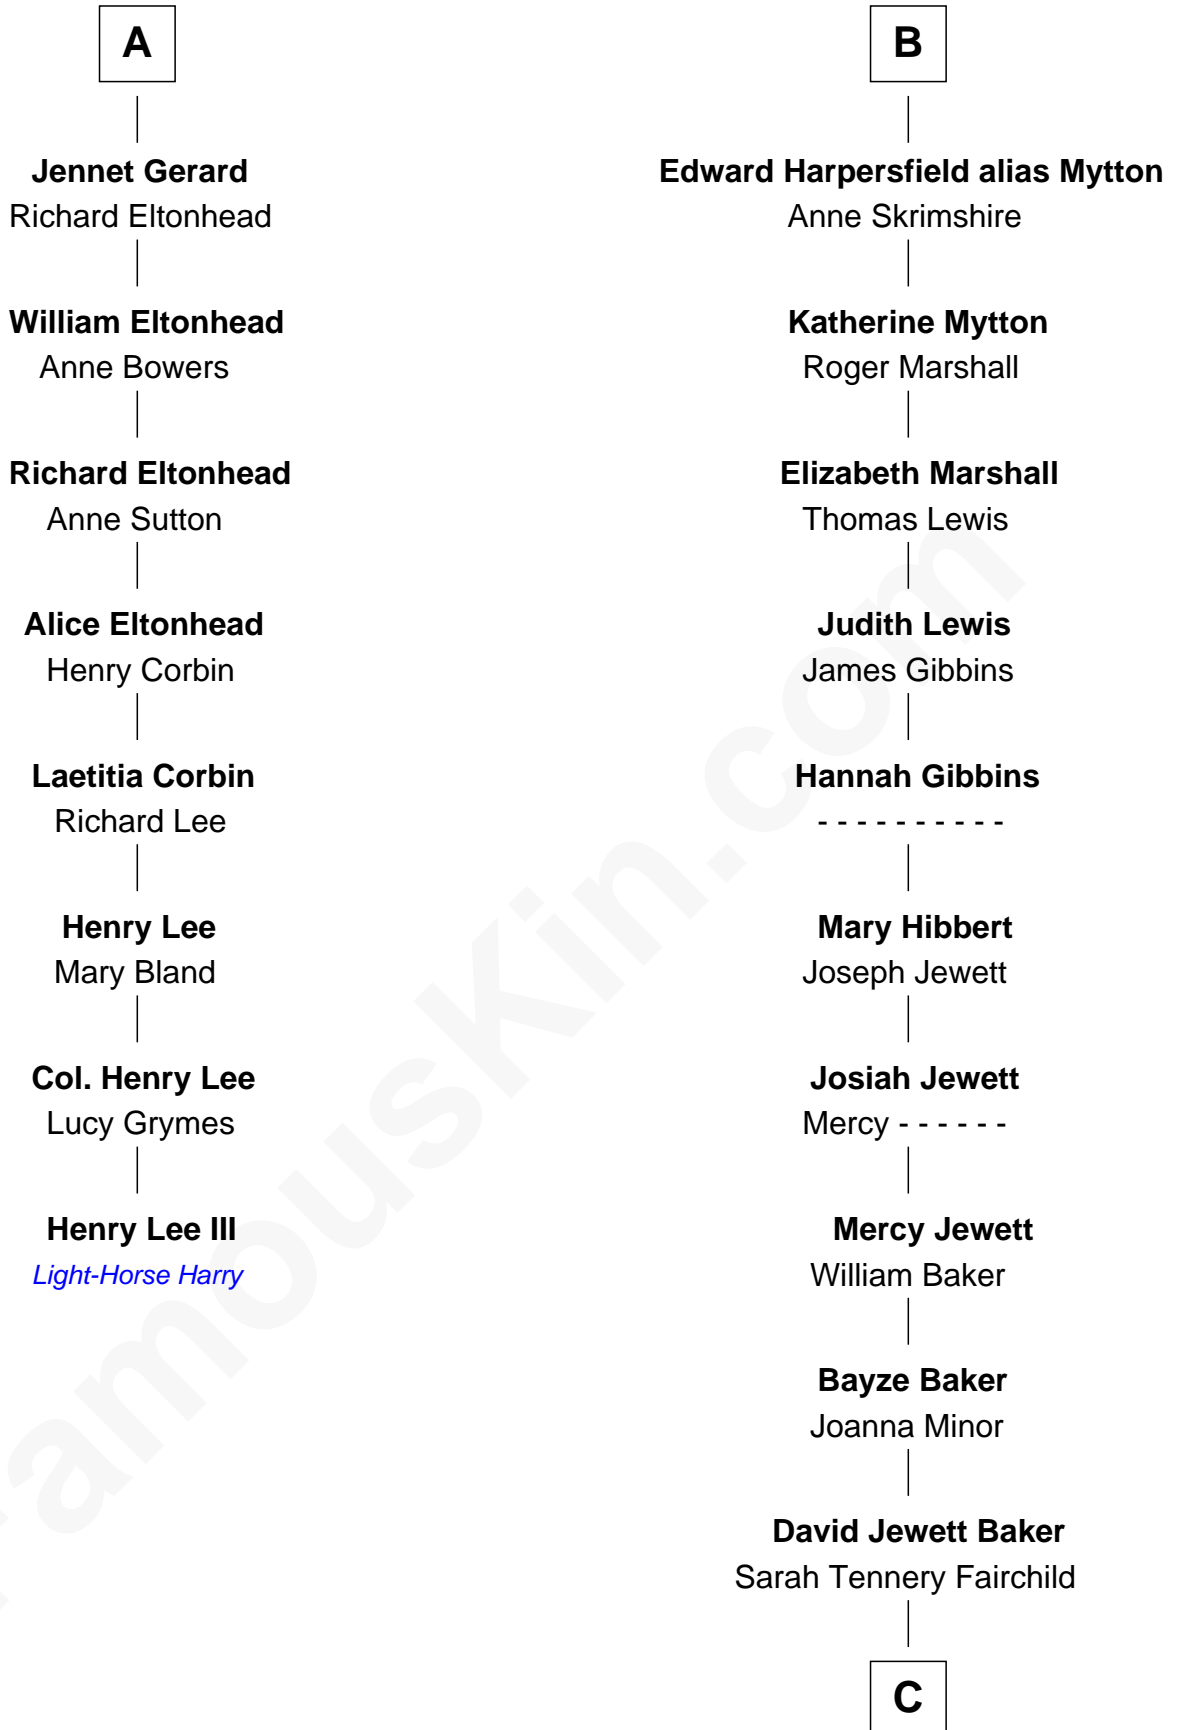 A
Jennet Gerard
Richard Eltonhead
William Eltonhead
Anne Bowers
Richard Eltonhead
Anne Sutton
Alice Eltonhead
Henry Corbin
Laetitia Corbin
Richard Lee
Henry Lee
Mary Bland
Col. Henry Lee
Lucy Grymes
Henry Lee III
Light-Horse Harry
B
Edward Harpersfield alias Mytton
Anne Skrimshire
Katherine Mytton
Roger Marshall
Elizabeth Marshall
Thomas Lewis
Judith Lewis
James Gibbins
Hannah Gibbins
- - - - - - - - - -
Mary Hibbert
Joseph Jewett
Josiah Jewett
Mercy - - - - - -
Mercy Jewett
William Baker
Bayze Baker
Joanna Minor
David Jewett Baker
Sarah Tennery Fairchild
C
FamousKin.com